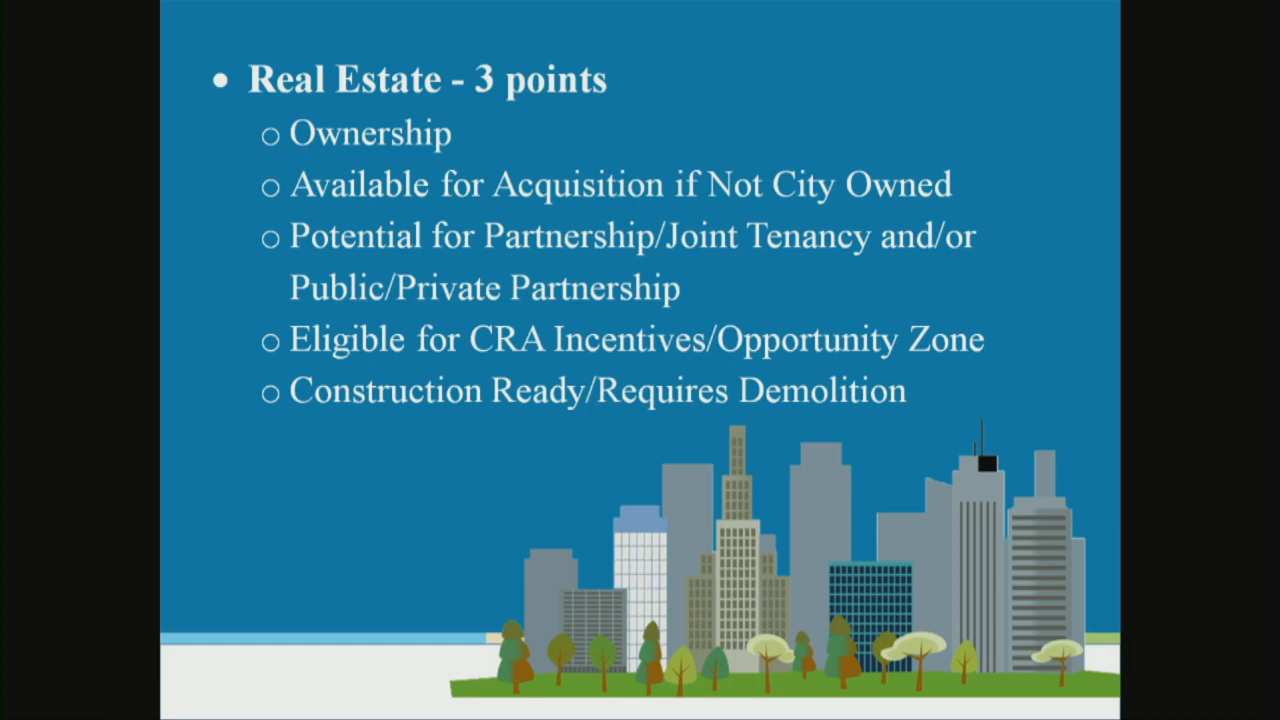 • Real Estate - 3 points
o Ownership
o Available for Acquisition if Not City Owned
o Potential for Partnership/Joint Tenancy and/or
Public/Private Partnership
o Eligible for CRA Incentives/Opportunity Zone
o Construction Ready/Requires Demolition